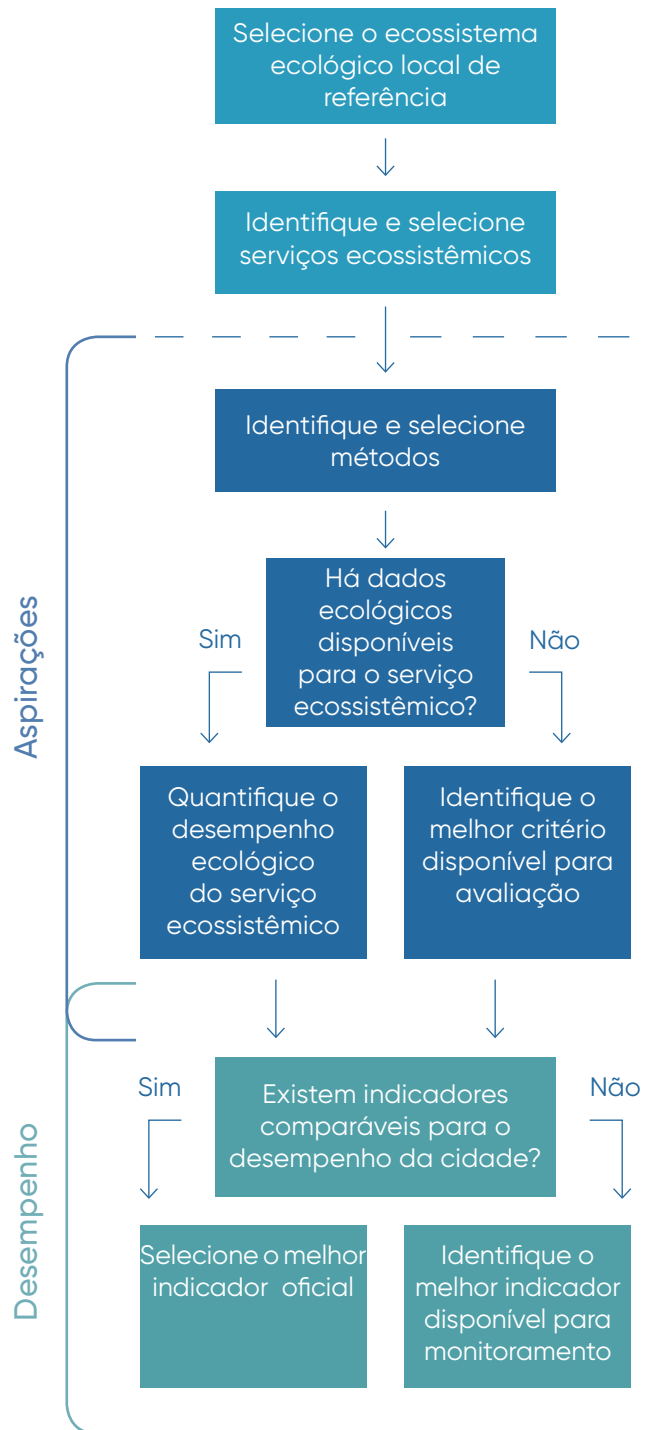 Selecione o ecossistema
ecológico local de
referência
Identifique e selecione
serviços ecossistêmicos
Aspirações
Identifique e selecione
métodos
Há dados
ecológicos
disponíveis
para o serviço
ecossistêmico?
Sim
Não
Quantifique o
desempenho
ecológico
do serviço
ecossistêmico
Identifique o
melhor critério
disponível para
avaliação
Desempenho
Existem indicadores
comparáveis para o
desempenho da cidade?
Sim
Não
Selecione o melhor
indicador oficial
Identifique o
melhor indicador
disponível para
monitoramento